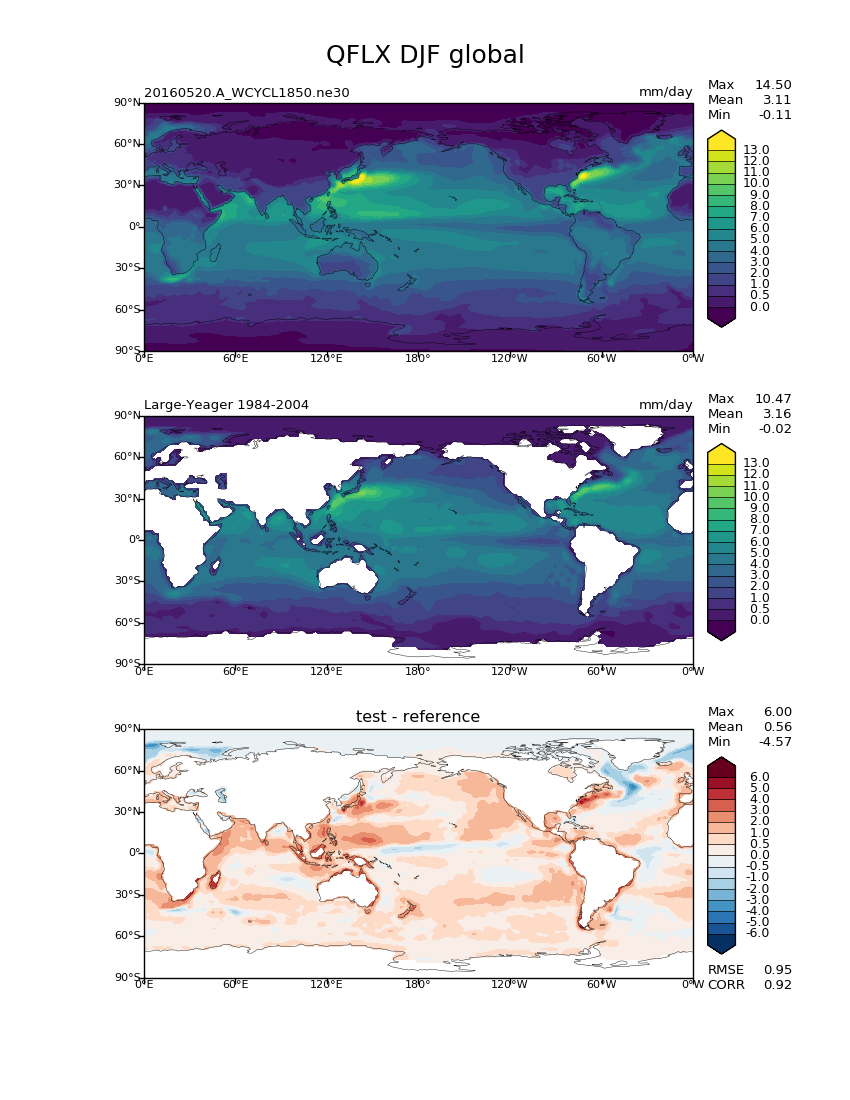 QFLX DJF global
20160520.A_WCYCL1850.ne30
mm/day
Max 14.50
Mean 3.11
Min -0.11
90°N
60°N
30°N
0°
30°S
60°S
90°S
0°E 60°E 120°E 180° 120°W 60°W 0°W
13.0
12.0
11.0
10.0
9.0
8.0
7.0
6.0
5.0
4.0
3.0
2.0
1.0
0.5
0.0
Large-Yeager 1984-2004
mm/day
Max 10.47
Mean 3.16
Min -0.02
90°N
60°N
30°N
0°
30°S
60°S
90°S
0°E 60°E 120°E 180° 120°W 60°W 0°W
13.0
12.0
11.0
10.0
9.0
8.0
7.0
6.0
5.0
4.0
3.0
2.0
1.0
0.5
0.0
test - reference
Max 6.00
Mean 0.56
Min -4.57
90°N
60°N
30°N
0°
30°S
60°S
90°S
0°E 60°E 120°E 180° 120°W 60°W 0°W
6.0
5.0
4.0
3.0
2.0
1.0
0.5
0.0
-0.5
-1.0
-2.0
-3.0
-4.0
-5.0
-6.0
RMSE 0.95
CORR 0.92